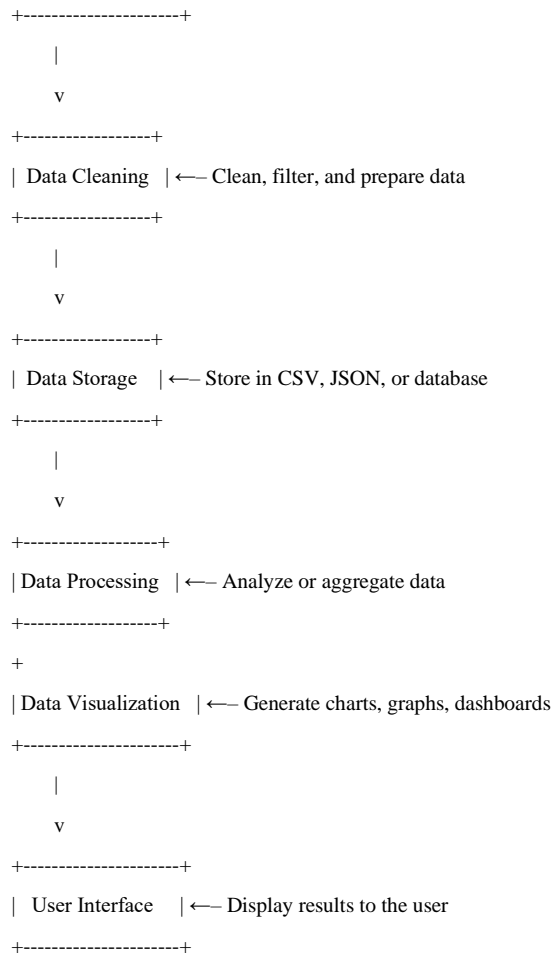 +----------------------+
|
v
+------------------+
| Data Cleaning | ←– Clean, filter, and prepare data
+------------------+
|
v
+------------------+
| Data Storage | ←– Store in CSV, JSON, or database
+------------------+
|
v
+-------------------+
| Data Processing | ←– Analyze or aggregate data
+-------------------+
+
| Data Visualization | ←– Generate charts, graphs, dashboards
+----------------------+
|
v
+----------------------+
| User Interface | ←– Display results to the user
+----------------------+